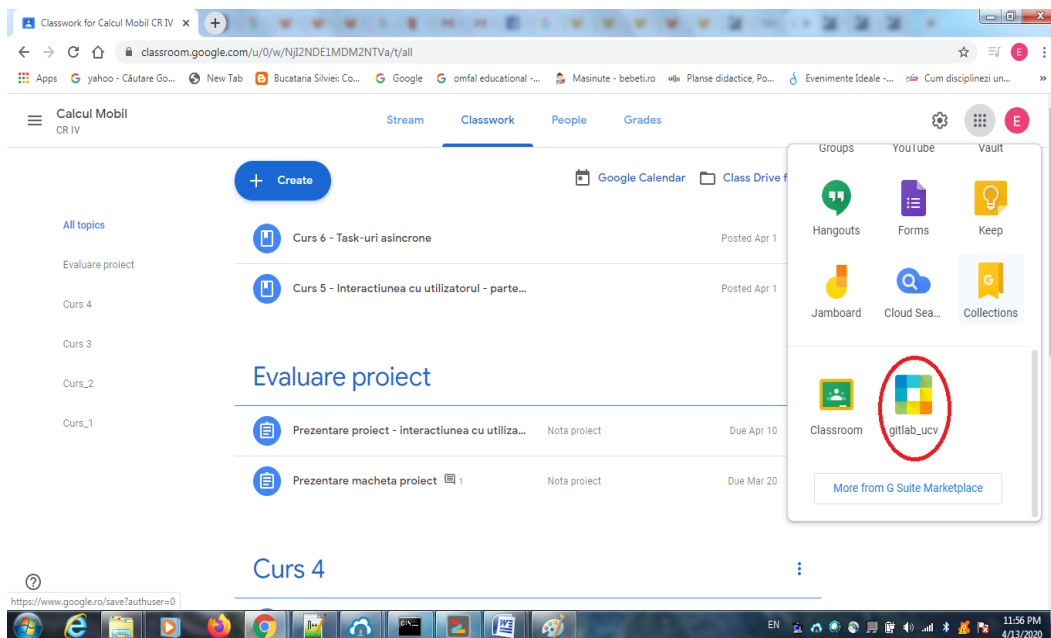 Classwork for Calcul Mobil CR IV
classroom.google.com/u/0/w/NjI2NDE1MDM2NTVa/t/all
Apps yahoo - Căutare Go... New Tab Bucataria Silviei: Co... Google omfal educational -... Masinute - bebeti.ro Planse didactice, Po... Evenimente Ideale -... Cum disciplinezi un... »
E
Calcul Mobil
CR IV
Stream Classwork People Grades
E
Create
Google Calendar Class Drive f
All topics
Evaluare proiect
Curs 4
Curs 3
Curs_2
Curs_1
Curs 6 - Task-uri asincrone Posted Apr 1
Curs 5 - Interactiunea cu utilizatorul - parte... Posted Apr 1
Evaluare proiect
Prezentare proiect - interactiunea cu utiliza... Nota proiect Due Apr 10
Prezentare macheta proiect 1 Nota proiect Due Mar 20
Curs 4
Groups YouTube Vault
Hangouts Forms Keep
Jamboard Cloud Sea... Collections
Classroom gitlab_ucv
More from G Suite Marketplace
https://www.google.ro/save?authuser=0
EN 11:56 PM
4/13/2020